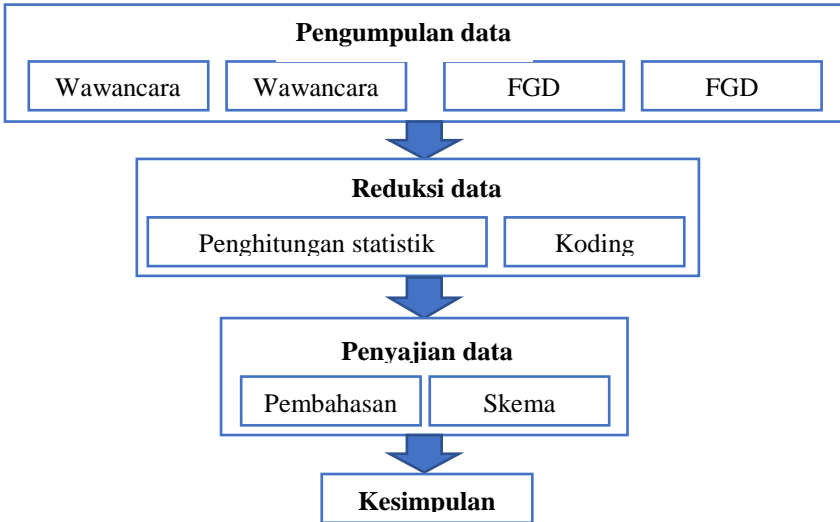 Pengumpulan data
Wawancara Wawancara FGD FGD
Reduksi data
Penghitungan statistik Koding
Penyajian data
Pembahasan Skema
Kesimpulan